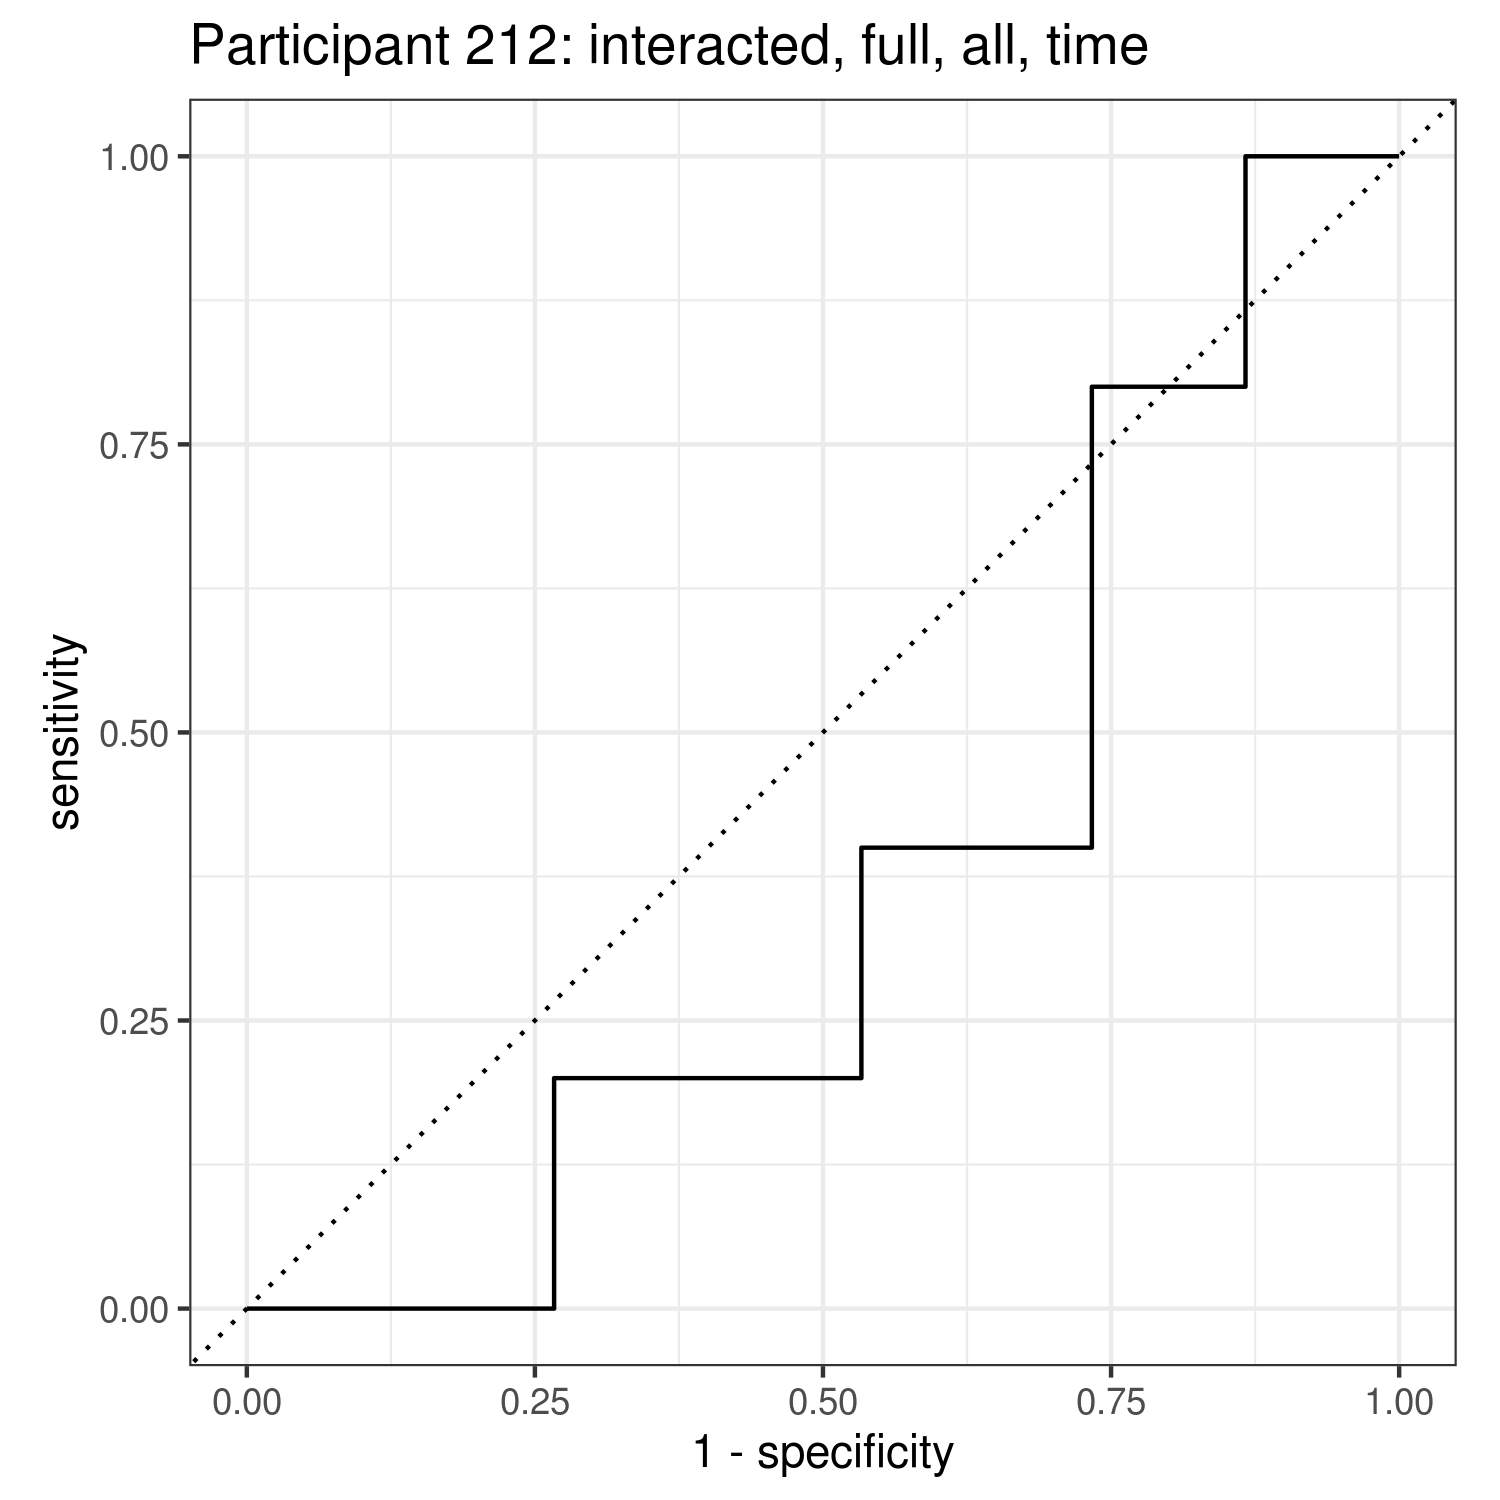 Participant 212: interacted, full, all, time
sensitivity
1.00
0.75
0.50
0.25
0.00
0.00 0.25 0.50 0.75 1.00
1 - specificity